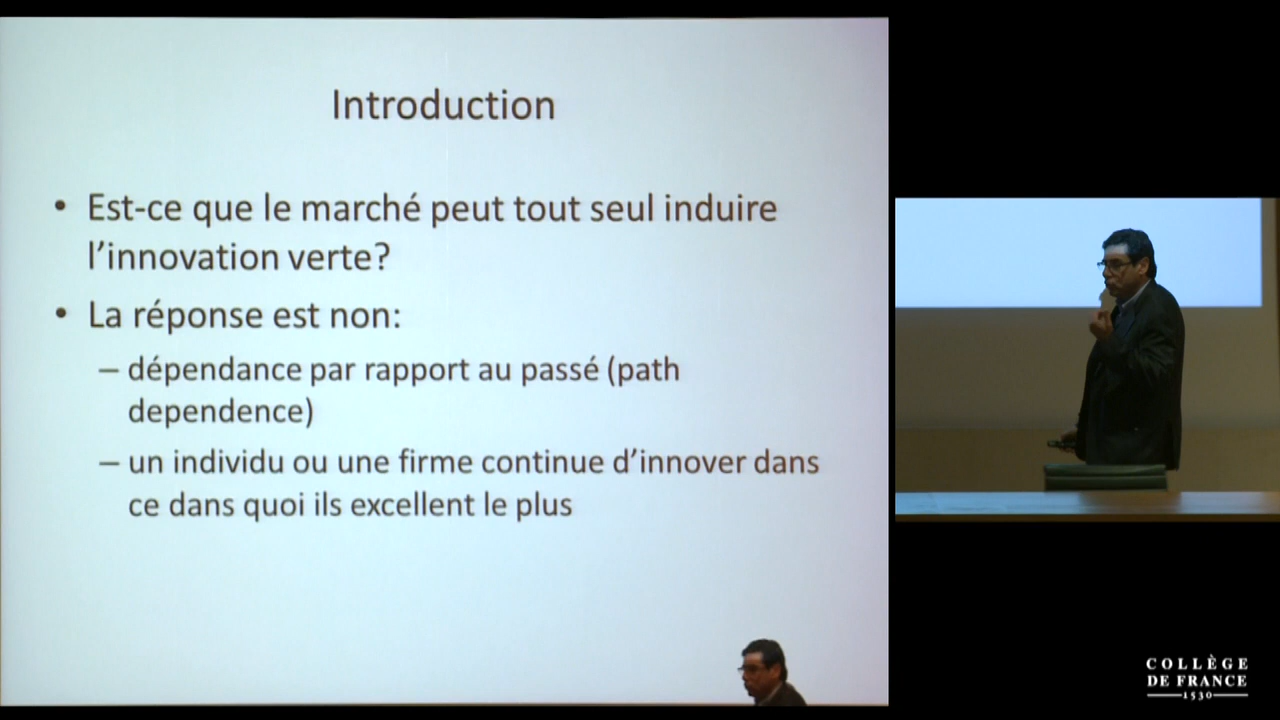 Introduction
• Est-ce que le marché peut tout seul induire
l’innovation verte?
• La réponse est non:
– dépendance par rapport au passé (path
dependence)
– un individu ou une firme continue d’innover dans
ce dans quoi ils excellent le plus
COLLÈGE
DE FRANCE
1530